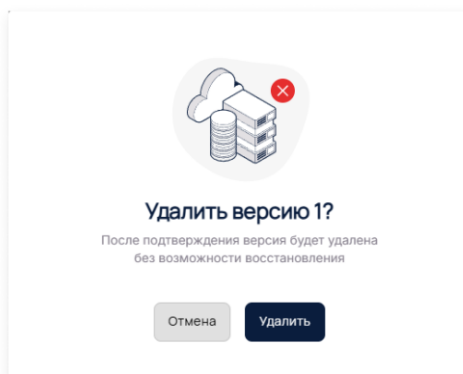 Удалить версию 1?
После подтверждения версия будет удалена
без возможности восстановления
Отмена
Удалить